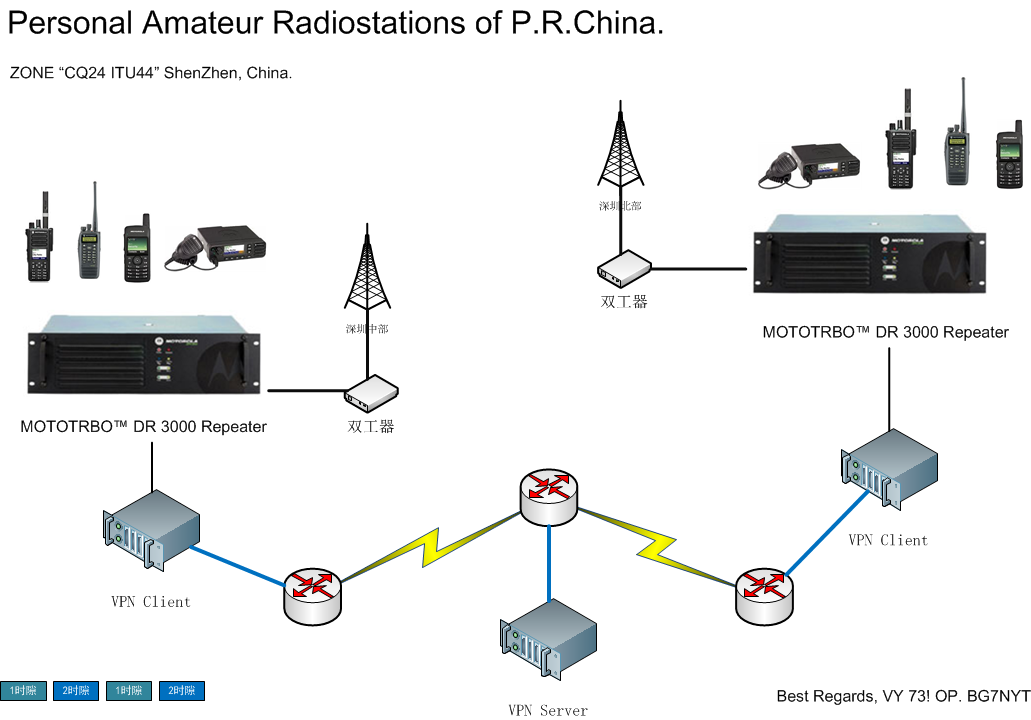 Personal Amateur Radiostations of P.R.China.
ZONE “CQ24 ITU44” ShenZhen, China.
深圳北部
双工器
MOTOROLA
MOTOTRBO™ DR 3000 Repeater
深圳中部
双工器
MOTOROLA
MOTOTRBO™ DR 3000 Repeater
VPN Client
VPN Client
VPN Server
1时隙
2时隙
1时隙
2时隙
Best Regards, VY 73! OP. BG7NYT